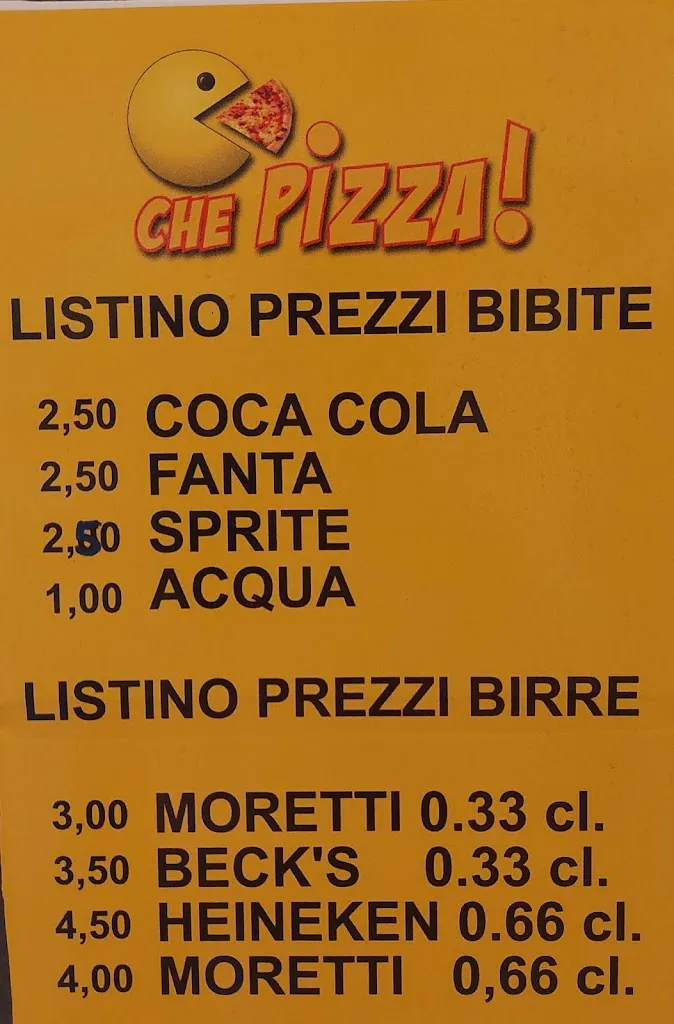 CHE PIZZA!
LISTINO PREZZI BIBITE
2,50 COCA COLA
2,50 FANTA
2,50 SPRITE
1,00 ACQUA
LISTINO PREZZI BIRRE
3,00 MORETTI 0.33 cl.
3,50 BECK'S 0.33 cl.
4,50 HEINEKEN 0.66 cl.
4,00 MORETTI 0,66 cl.